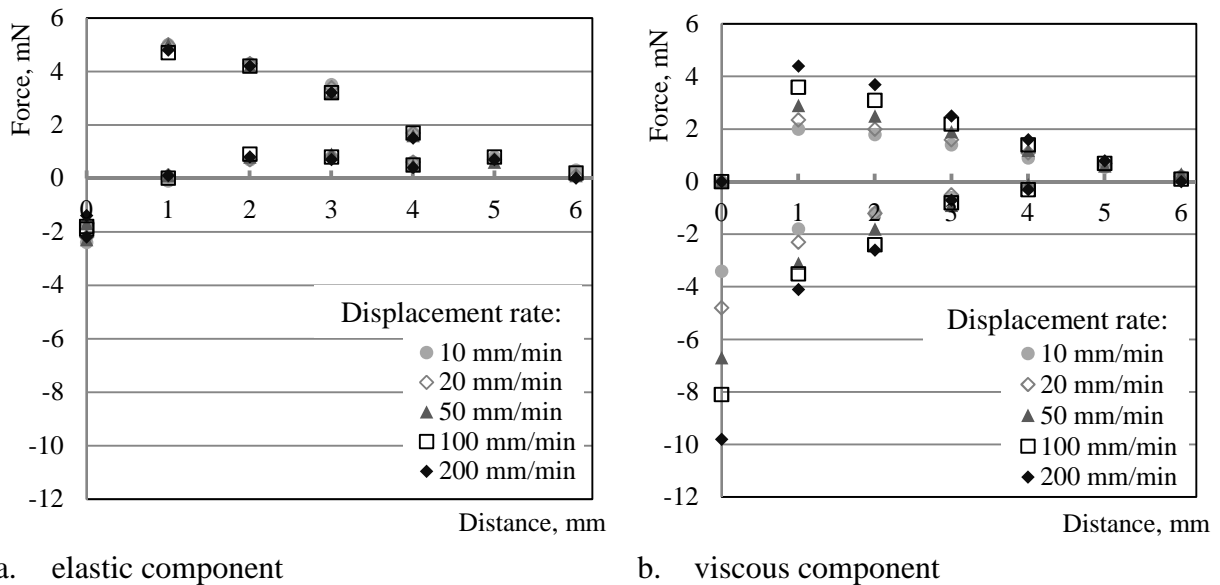 Force, mN
6
4
2
0
-2
-4
-6
-8
-10
-12
0 1 2 3 4 5 6
Displacement rate:
10 mm/min
20 mm/min
50 mm/min
100 mm/min
200 mm/min
Distance, mm
a. elastic component
Force, mN
6
4
2
0
-2
-4
-6
-8
-10
-12
0 1 2 3 4 5 6
Displacement rate:
10 mm/min
20 mm/min
50 mm/min
100 mm/min
200 mm/min
Distance, mm
b. viscous component